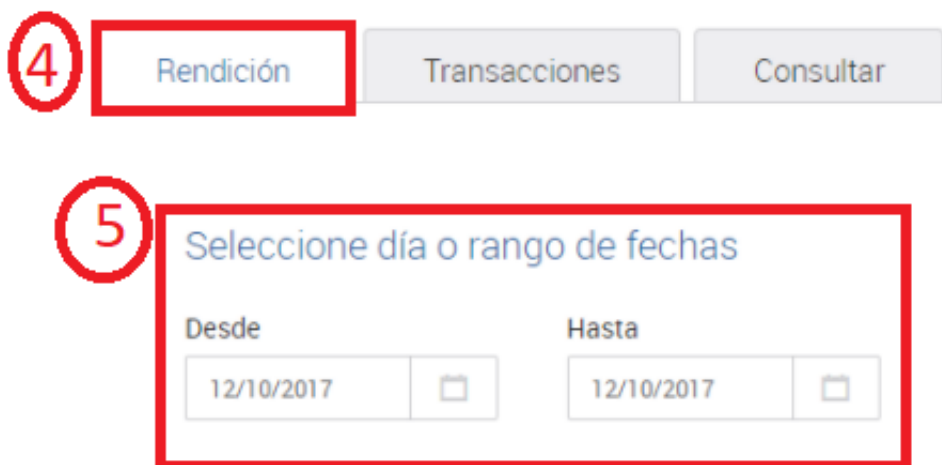 4 Rendición Transacciones Consultar
5
Seleccione día o rango de fechas
Desde Hasta
12/10/2017 12/10/2017